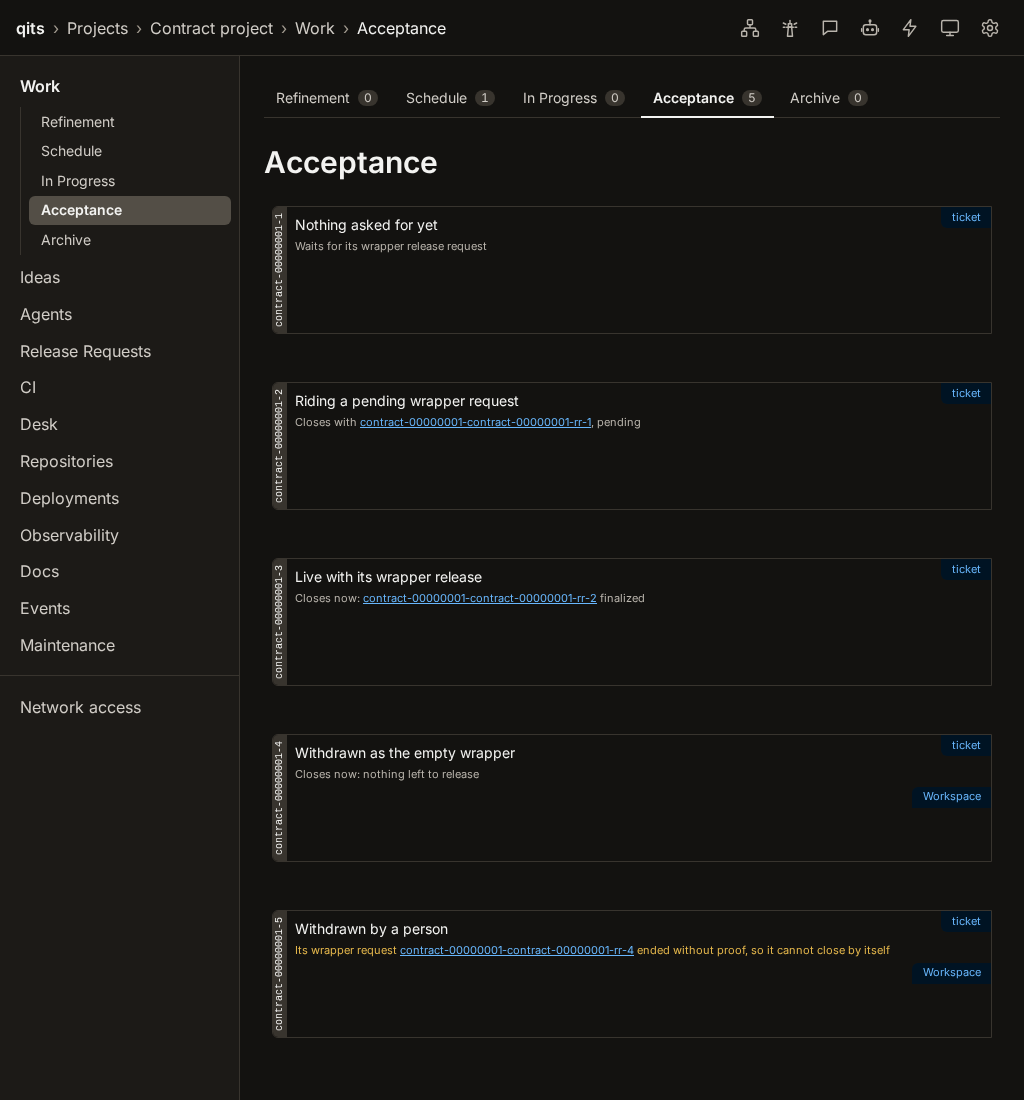 qits › Projects › Contract project › Work › Acceptance
Work
Refinement
Schedule
In Progress
Acceptance
Archive
Ideas
Agents
Release Requests
CI
Desk
Repositories
Deployments
Observability
Docs
Events
Maintenance
Network access
Refinement 0 Schedule 1 In Progress 0 Acceptance 5 Archive 0
Acceptance
contract-00000001-1
Nothing asked for yet
ticket
Waits for its wrapper release request
contract-00000001-2
Riding a pending wrapper request
ticket
Closes with contract-00000001-contract-00000001-rr-1, pending
contract-00000001-3
Live with its wrapper release
ticket
Closes now: contract-00000001-contract-00000001-rr-2 finalized
contract-00000001-4
Withdrawn as the empty wrapper
ticket
Closes now: nothing left to release
Workspace
contract-00000001-5
Withdrawn by a person
ticket
Its wrapper request contract-00000001-contract-00000001-rr-4 ended without proof, so it cannot close by itself
Workspace